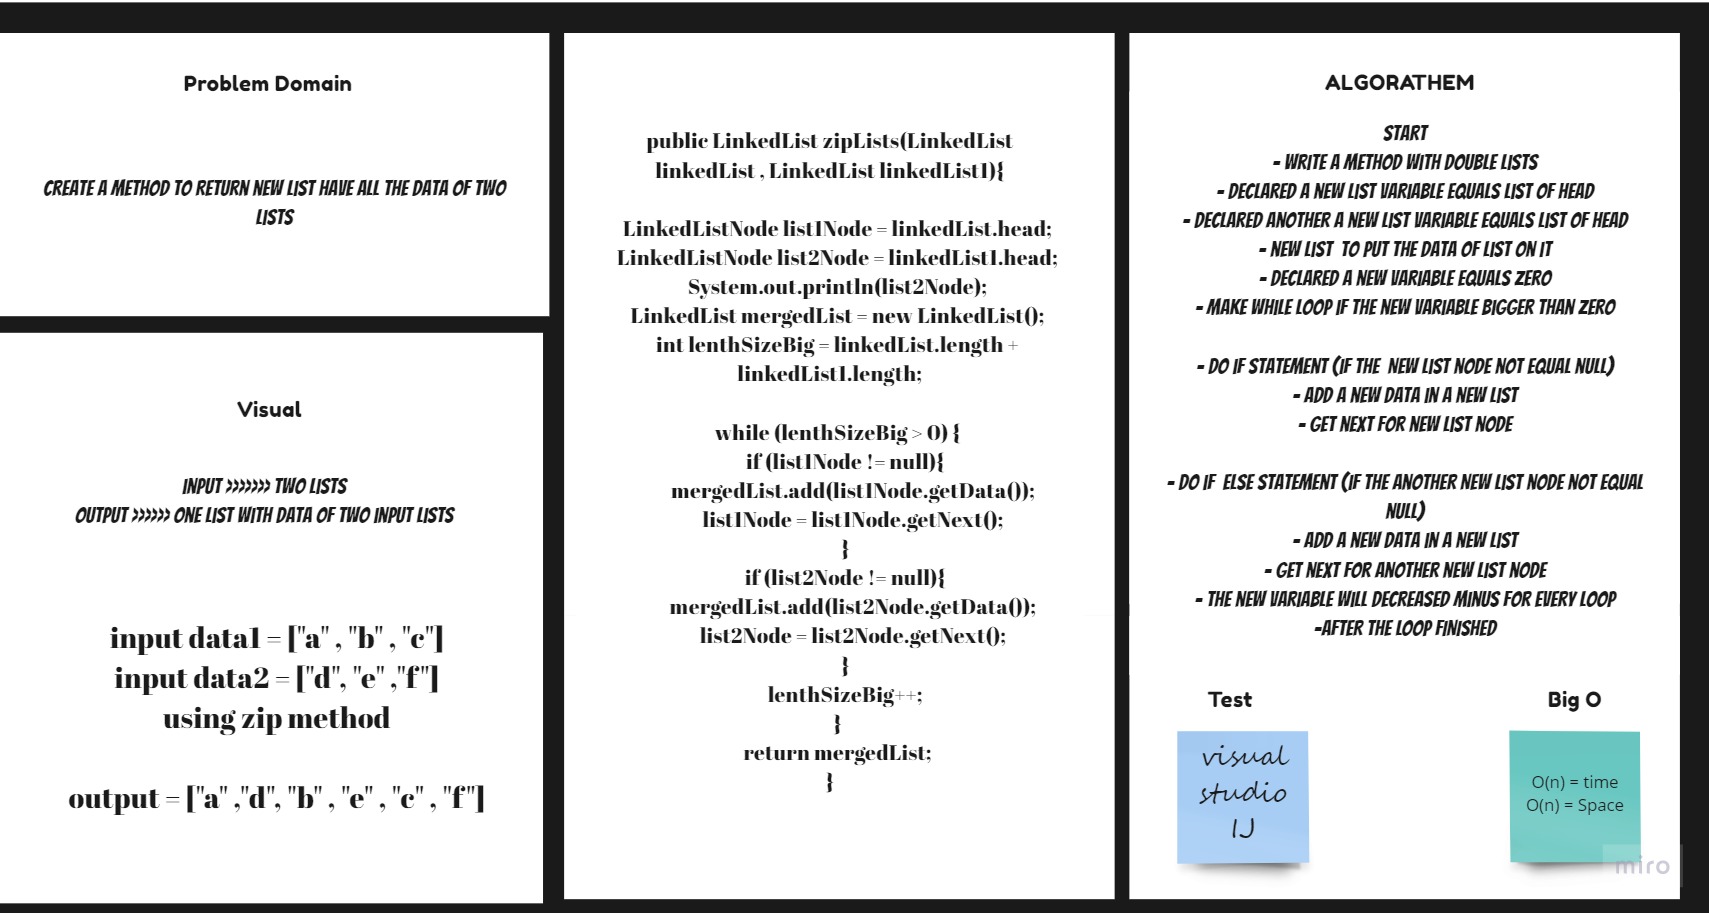 Problem Domain
CREATE A METHOD TO RETURN NEW LIST HAVE ALL THE DATA OF TWO
LISTS
Visual
INPUT >>>>>>> TWO LISTS
OUTPUT >>>>>> ONE LIST WITH DATA OF TWO INPUT LISTS
input data1 = ["a" , "b" , "c"]
input data2 = ["d", "e" ,"f"]
using zip method
output = ["a" ,"d", "b" , "e" , "c" , "f"]
public LinkedList zipLists(LinkedList
linkedList , LinkedList linkedList1){
LinkedListNode list1Node = linkedList.head;
LinkedListNode list2Node = linkedList1.head;
System.out.println(list2Node);
LinkedList mergedList = new LinkedList();
int lenthSizeBig = linkedList.length +
linkedList1.length;
while (lenthSizeBig > 0) {
if (list1Node != null){
mergedList.add(list1Node.getData());
list1Node = list1Node.getNext();
}
if (list2Node != null){
mergedList.add(list2Node.getData());
list2Node = list2Node.getNext();
}
lenthSizeBig++;
}
return mergedList;
}
ALGORATHEM
START
- WRITE A METHOD WITH DOUBLE LISTS
- DECLARED A NEW LIST VARIABLE EQUALS LIST OF HEAD
- DECLARED ANOTHER A NEW LIST VARIABLE EQUALS LIST OF HEAD
- NEW LIST TO PUT THE DATA OF LIST ON IT
- DECLARED A NEW VARIABLE EQUALS ZERO
- MAKE WHILE LOOP IF THE NEW VARIABLE BIGGER THAN ZERO
- DO IF STATEMENT (IF THE NEW LIST NODE NOT EQUAL NULL)
- ADD A NEW DATA IN A NEW LIST
- GET NEXT FOR NEW LIST NODE
- DO IF ELSE STATEMENT (IF THE ANOTHER NEW LIST NODE NOT EQUAL
NULL)
- ADD A NEW DATA IN A NEW LIST
- GET NEXT FOR ANOTHER NEW LIST NODE
- THE NEW VARIABLE WILL DECREASED MINUS FOR EVERY LOOP
-AFTER THE LOOP FINISHED
Test
visual
studio
IJ
Big O
O(n) = time
O(n) = Space
miro